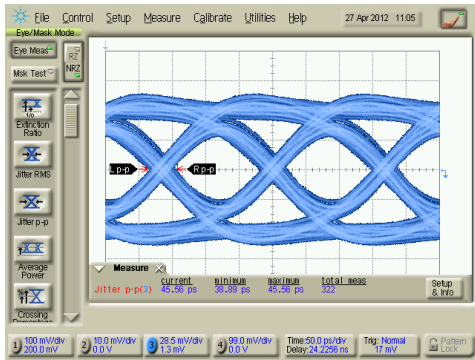 File Control Setup Measure Calibrate Utilities Help 27 Apr 2012 11:05
Eye/Mask Mode
Eye Meas
RZ
NRZ
Msk Test
Extinction
Ratio
Jitter RMS
Jitter p-p
Average
Power
Crossing
Percentage
L p-p
R p-p
Measure
current minimum maximum total meas
Jitter p-p(3) 45.56 ps 38.89 ps 45.56 ps 322
Setup
& Info
1) 100 mV/div
200.0 mV
2) 10.0 mV/div
0.0 V
3) 28.5 mV/div
1.3 mV
4) 99.0 mV/div
0.0 V
Time:50.0 ps/div
Delay:24.2256 ns
Trig: Normal
17 mV
Pattern
Lock